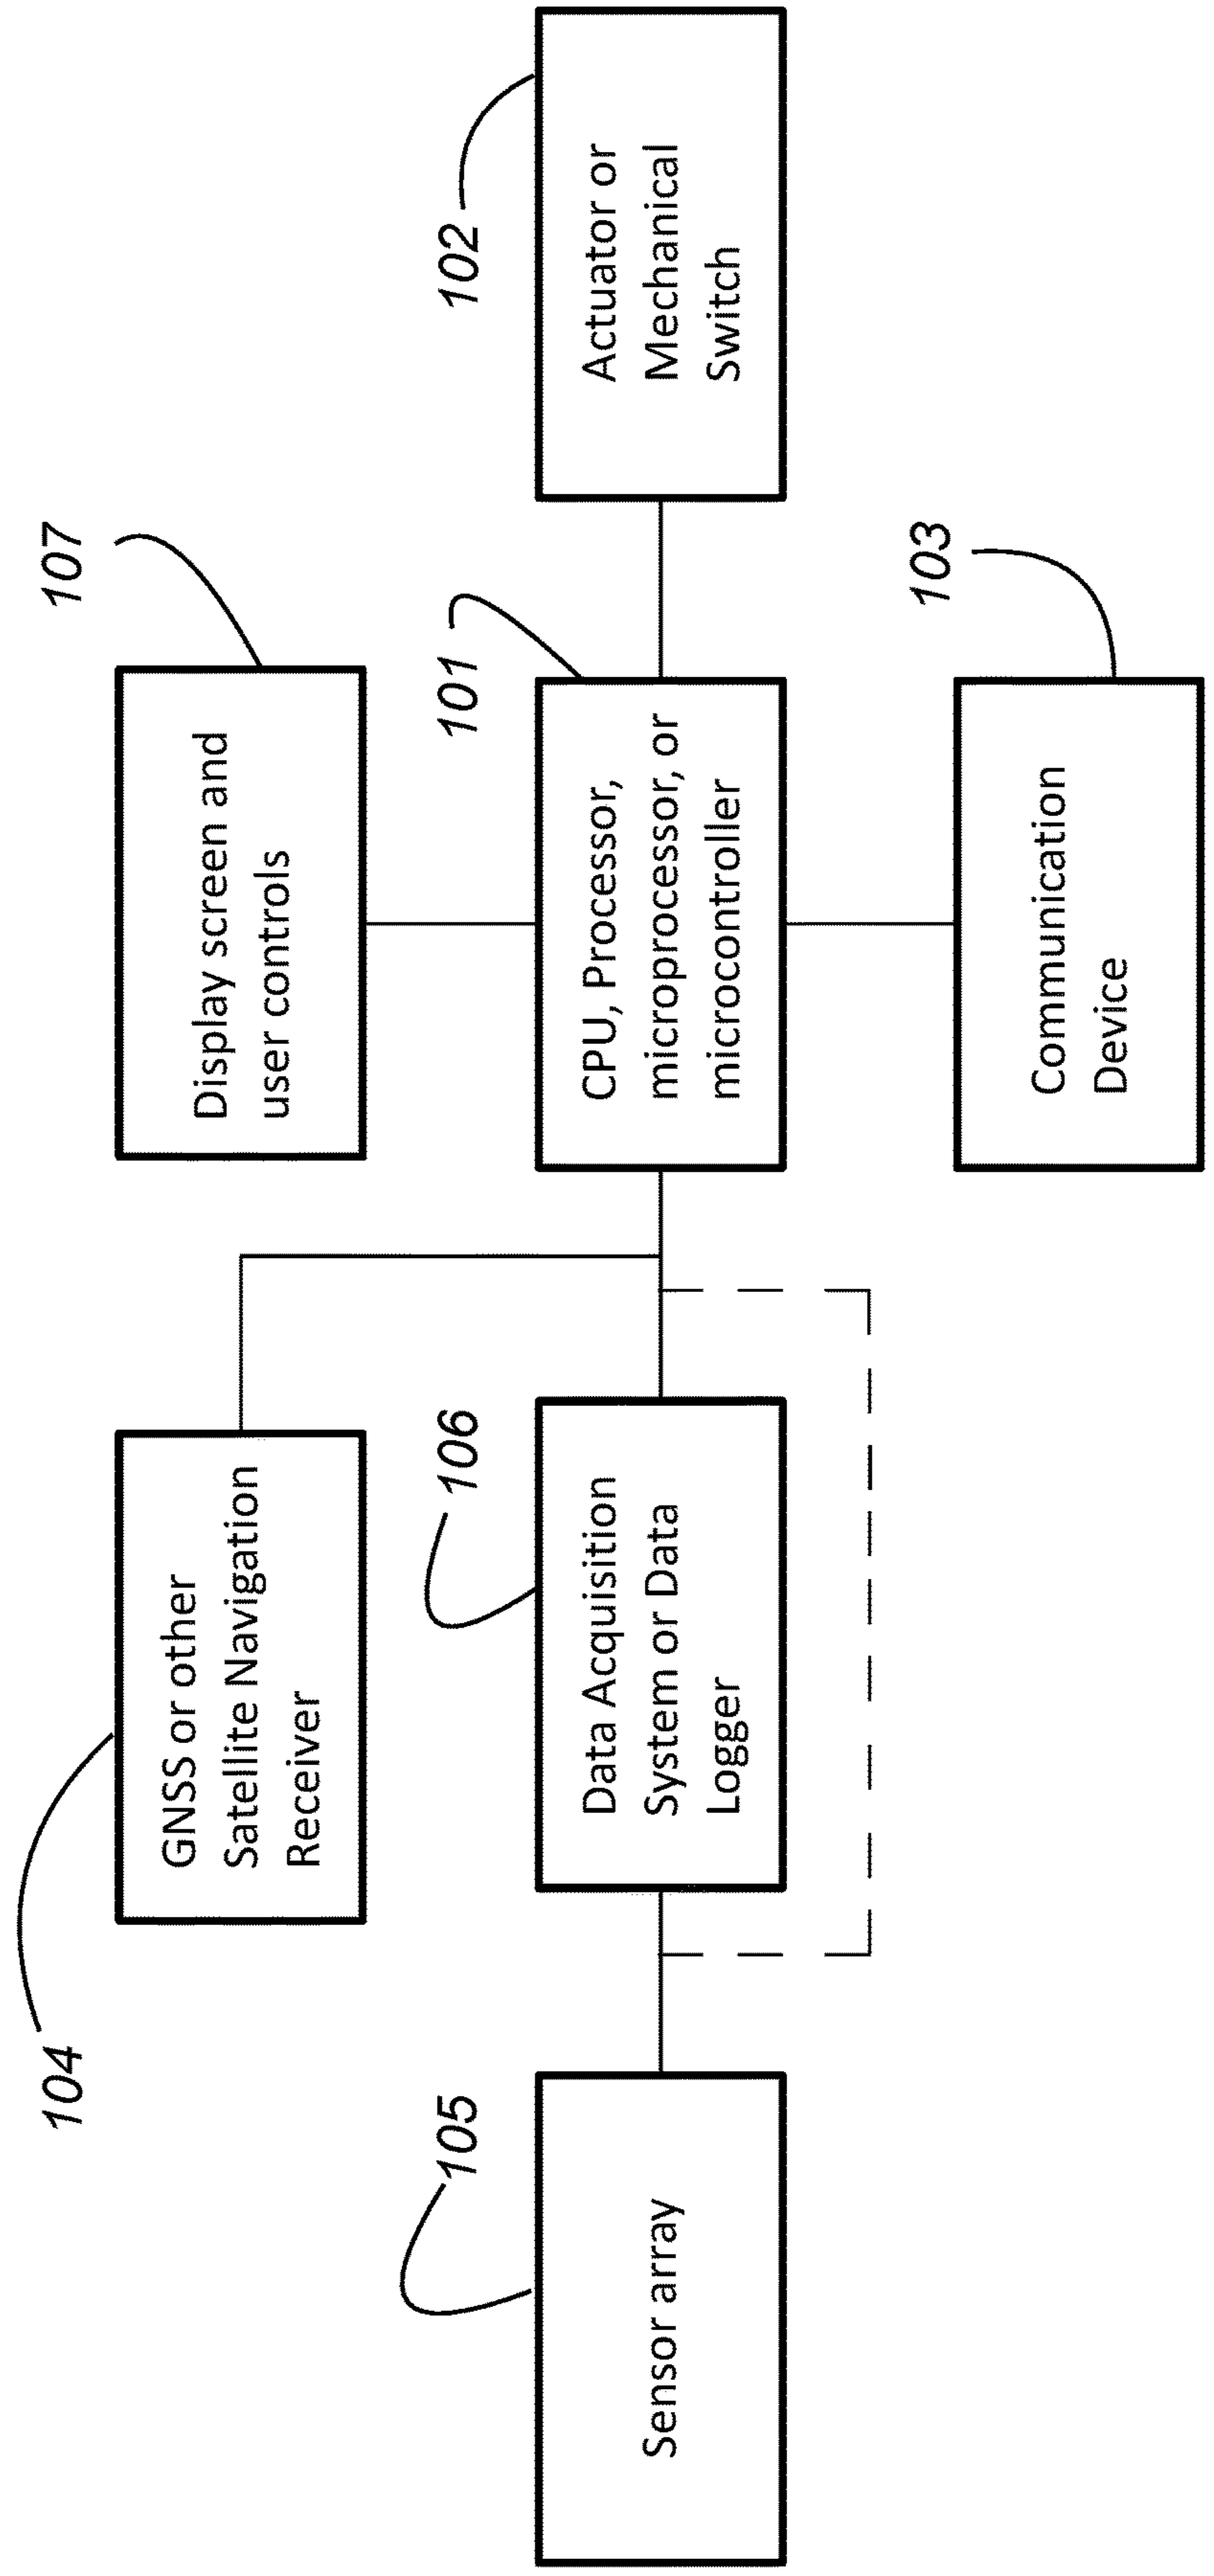 104
GNSS or other
Satellite Navigation
Receiver
107
Display screen and
user controls
105
Sensor array
106
Data Acquisition
System or Data
Logger
101
CPU, Processor,
microprocessor, or
microcontroller
102
Actuator or
Mechanical
Switch
103
Communication
Device